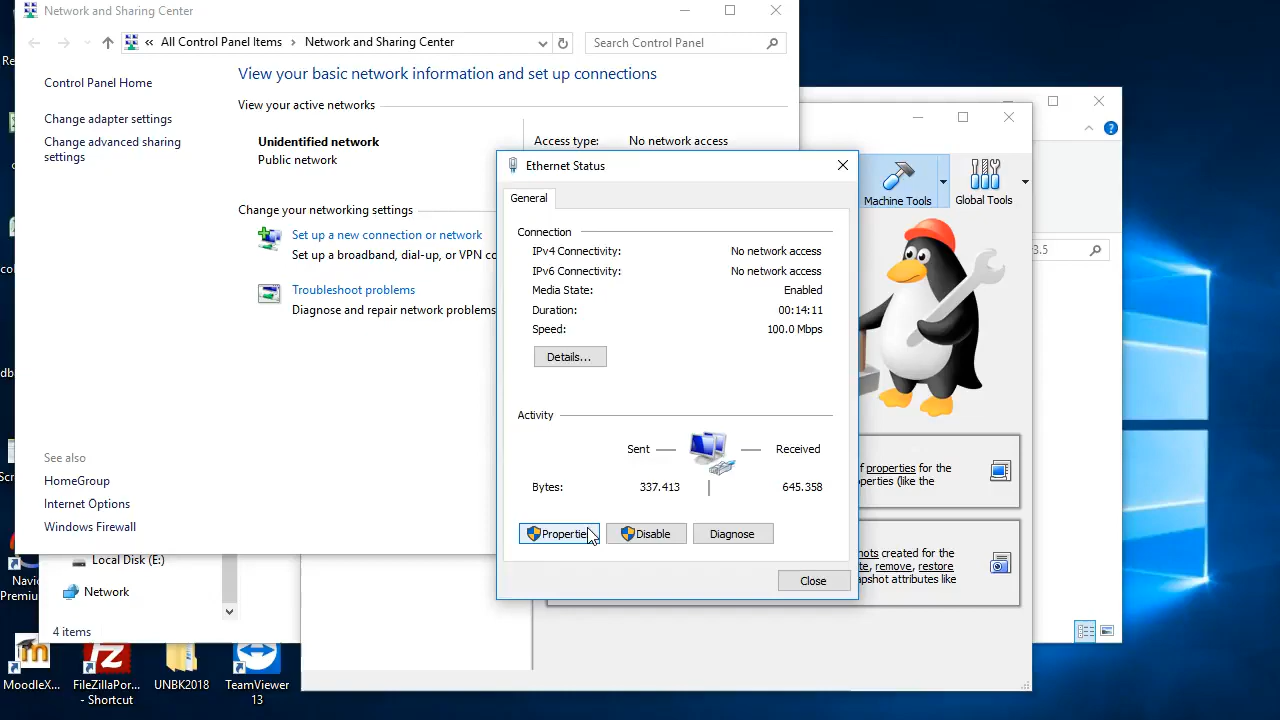 Network and Sharing Center
« All Control Panel Items > Network and Sharing Center
Search Control Panel
Control Panel Home
Change adapter settings
Change advanced sharing
settings
View your basic network information and set up connections
View your active networks
Unidentified network
Public network
Access type:
No network access
Change your networking settings
Set up a new connection or network
Set up a broadband, dial-up, or VPN co
Troubleshoot problems
Diagnose and repair network problems
See also
HomeGroup
Internet Options
Windows Firewall
Ethernet Status
General
Connection
IPv4 Connectivity:
No network access
IPv6 Connectivity:
No network access
Media State:
Enabled
Duration:
00:14:11
Speed:
100.0 Mbps
Details...
Activity
Sent
Received
Bytes:
337.413
645.358
Propertie
Disable
Diagnose
Close
Machine Tools
Global Tools
3.5
f properties for the
operties (like the
hots created for the
te, remove, restore
pshot attributes like
Local Disk (E:)
Network
4 items
MoodleX...
FileZillaPor...
- Shortcut
UNBK2018
TeamViewer
13
Navic
Premium